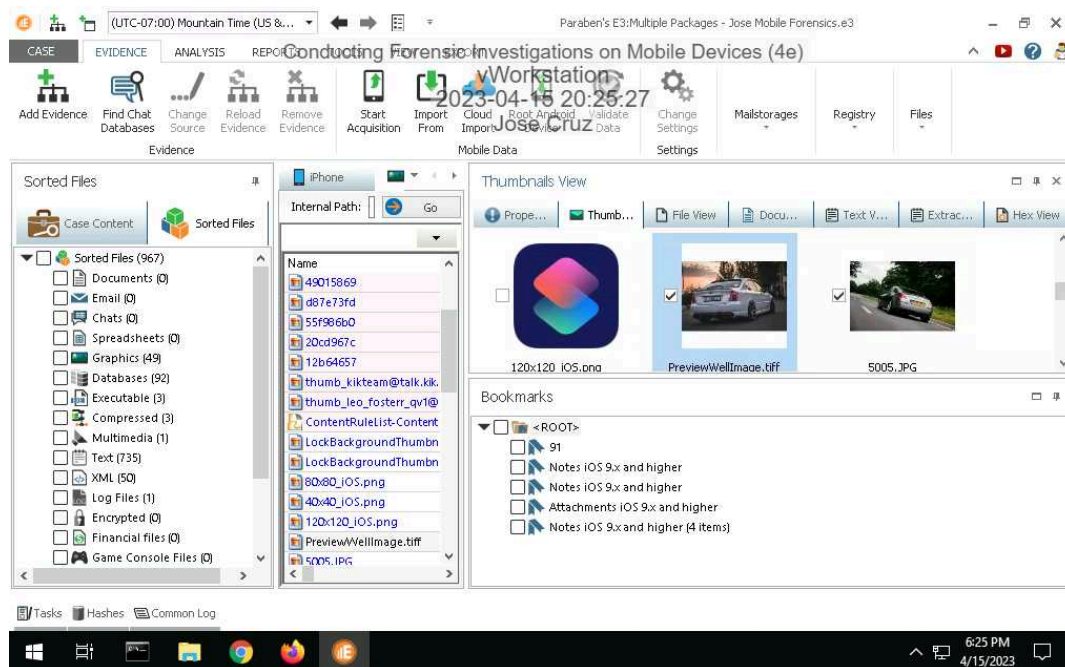 (UTC-07:00) Mountain Time (US &...
Paraben's E3:Multiple Packages - Jose Mobile Forensics.e3
CASE EVIDENCE ANALYSIS
Conducting Forensic Investigations on Mobile Devices (4e)
vWorkstation
2023-04-15 20:25:27
Jose Cruz
Add Evidence
Find Chat Databases
Change Source
Reload Evidence
Remove Evidence
Start Acquisition
Import From
Cloud Import
Root Android Device
Validate Data
Change Settings
Mailstorages
Registry
Files
Evidence
Mobile Data
Settings
Sorted Files
Case Content
Sorted Files
Sorted Files (967)
Documents (0)
Email (0)
Chats (0)
Spreadsheets (0)
Graphics (49)
Databases (92)
Executable (3)
Compressed (3)
Multimedia (1)
Text (735)
XML (50)
Log Files (1)
Encrypted (0)
Financial files (0)
Game Console Files (0)
iPhone
Internal Path:
Go
Name
49015869
d87e73fd
55f986b0
20cd967c
12b64657
thumb_kikteam@talk.kik.
thumb_leo_fosterr_qv1@
ContentRuleList-Content
LockBackgroundThumbn
LockBackgroundThumbn
80x80_iOS.png
40x40_iOS.png
120x120_iOS.png
PreviewWellImage.tiff
5005.JPG
Thumbnails View
Prope... Thumb... File View Docu... Text V... Extrac... Hex View
120x120_iOS.png
PreviewWellImage.tiff
5005.JPG
Bookmarks
<ROOT>
91
Notes iOS 9.x and higher
Notes iOS 9.x and higher
Attachments iOS 9.x and higher
Notes iOS 9.x and higher (4 items)
Tasks Hashes Common Log
6:25 PM
4/15/2023